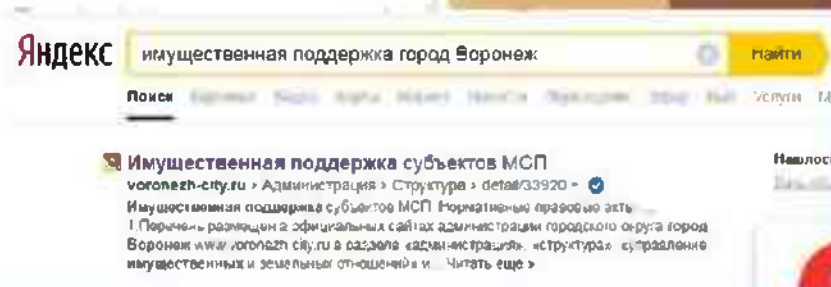 Яндекс
имущественная поддержка город Воронеж
Найти
Поиск Услуги
Имущественная поддержка субъектов МСП
voronezh-city.ru › Администрация › Структура › detail/33920
Имущественная поддержка субъектов МСП. Нормативные правовые акты
1.Перечень размещен в официальных сайтах администрации городского округа город
Воронеж www.voronezh-city.ru в разделе «администрация», «структура» «управление
имущественных и земельных отношений» и... Читать ещё >